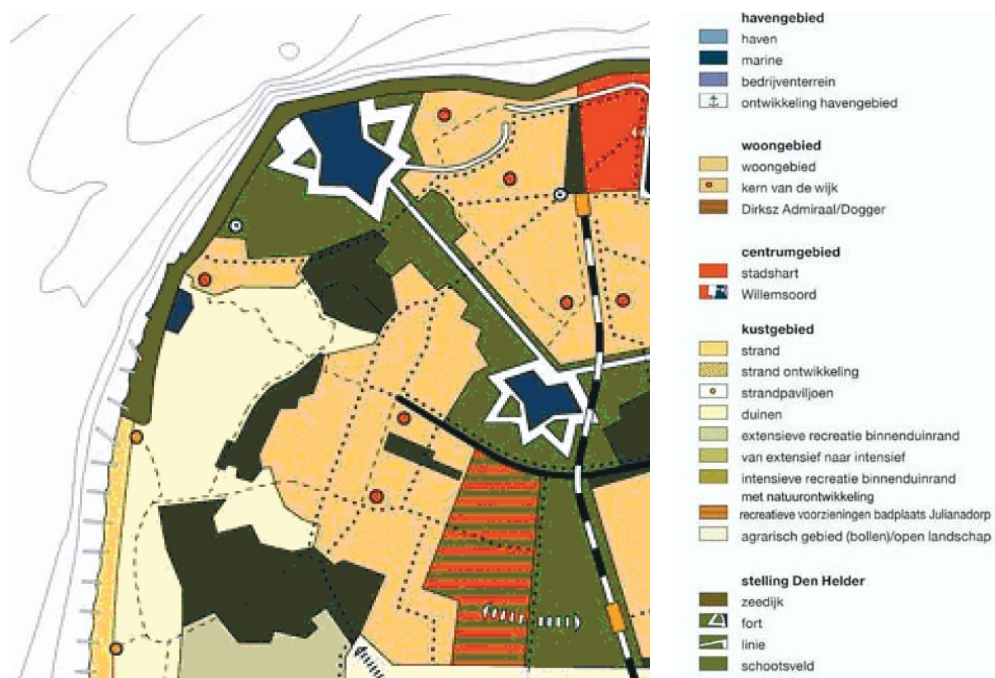 havengebied
haven
marine
bedrijventerrein
ontwikkeling havengebied
woongebied
woongebied
kern van de wijk
Dirksz Admiraal/Dogger
centrumgebied
stadshart
Willemsoord
kustgebied
strand
strand ontwikkeling
strandpaviljoen
duinen
extensieve recreatie binnenduinrand
van extensief naar intensief
intensieve recreatie binnenduinrand
met natuurontwikkeling
recreatieve voorzieningen badplaats Julianadorp
agrarisch gebied (bollen)/open landschap
stelling Den Helder
zeedijk
fort
linie
schootsveld